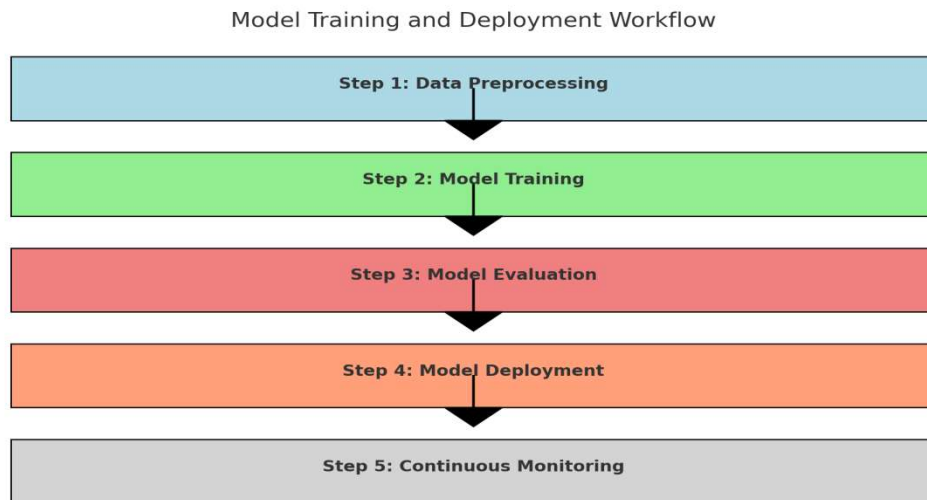 Model Training and Deployment Workflow
Step 1: Data Preprocessing
Step 2: Model Training
Step 3: Model Evaluation
Step 4: Model Deployment
Step 5: Continuous Monitoring